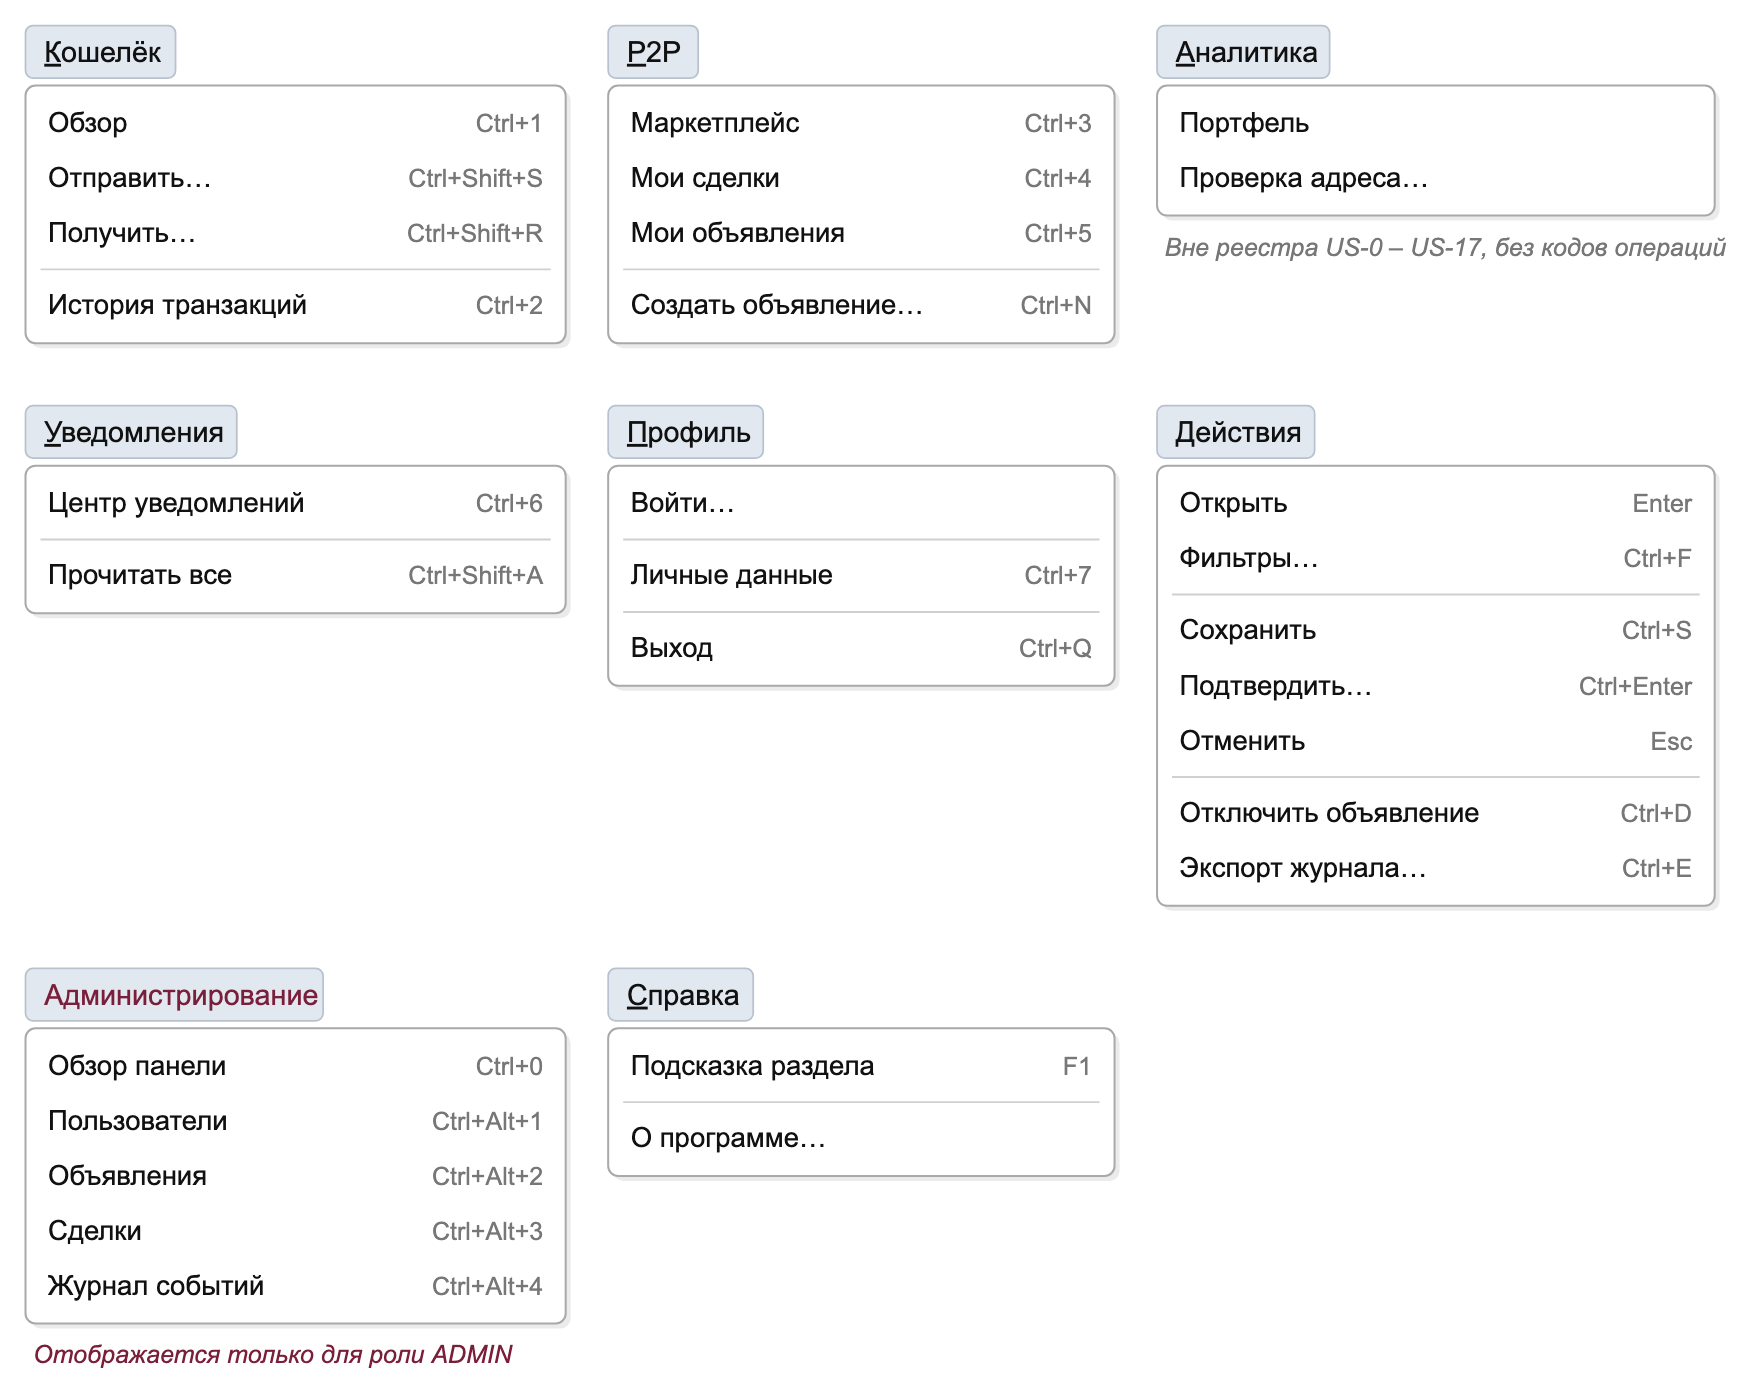 Кошелёк
Обзор Ctrl+1
Отправить… Ctrl+Shift+S
Получить… Ctrl+Shift+R
История транзакций Ctrl+2
P2P
Маркетплейс Ctrl+3
Мои сделки Ctrl+4
Мои объявления Ctrl+5
Создать объявление… Ctrl+N
Аналитика
Портфель
Проверка адреса…
Вне реестра US-0 – US-17, без кодов операций
Уведомления
Центр уведомлений Ctrl+6
Прочитать все Ctrl+Shift+A
Профиль
Войти…
Личные данные Ctrl+7
Выход Ctrl+Q
Действия
Открыть Enter
Фильтры… Ctrl+F
Сохранить Ctrl+S
Подтвердить… Ctrl+Enter
Отменить Esc
Отключить объявление Ctrl+D
Экспорт журнала… Ctrl+E
Администрирование
Обзор панели Ctrl+0
Пользователи Ctrl+Alt+1
Объявления Ctrl+Alt+2
Сделки Ctrl+Alt+3
Журнал событий Ctrl+Alt+4
Отображается только для роли ADMIN
Справка
Подсказка раздела F1
О программе…